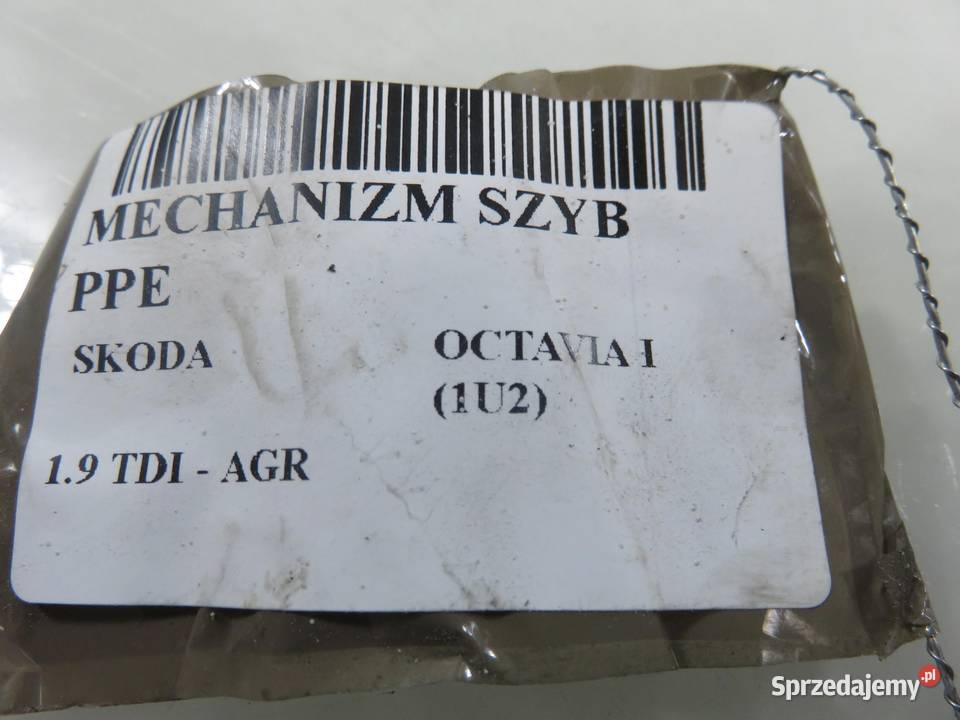 MECHANIZM SZYB
PPE
SKODA OCTAVIA I
(1U2)
1.9 TDI - AGR
Sprzedajemy.pl